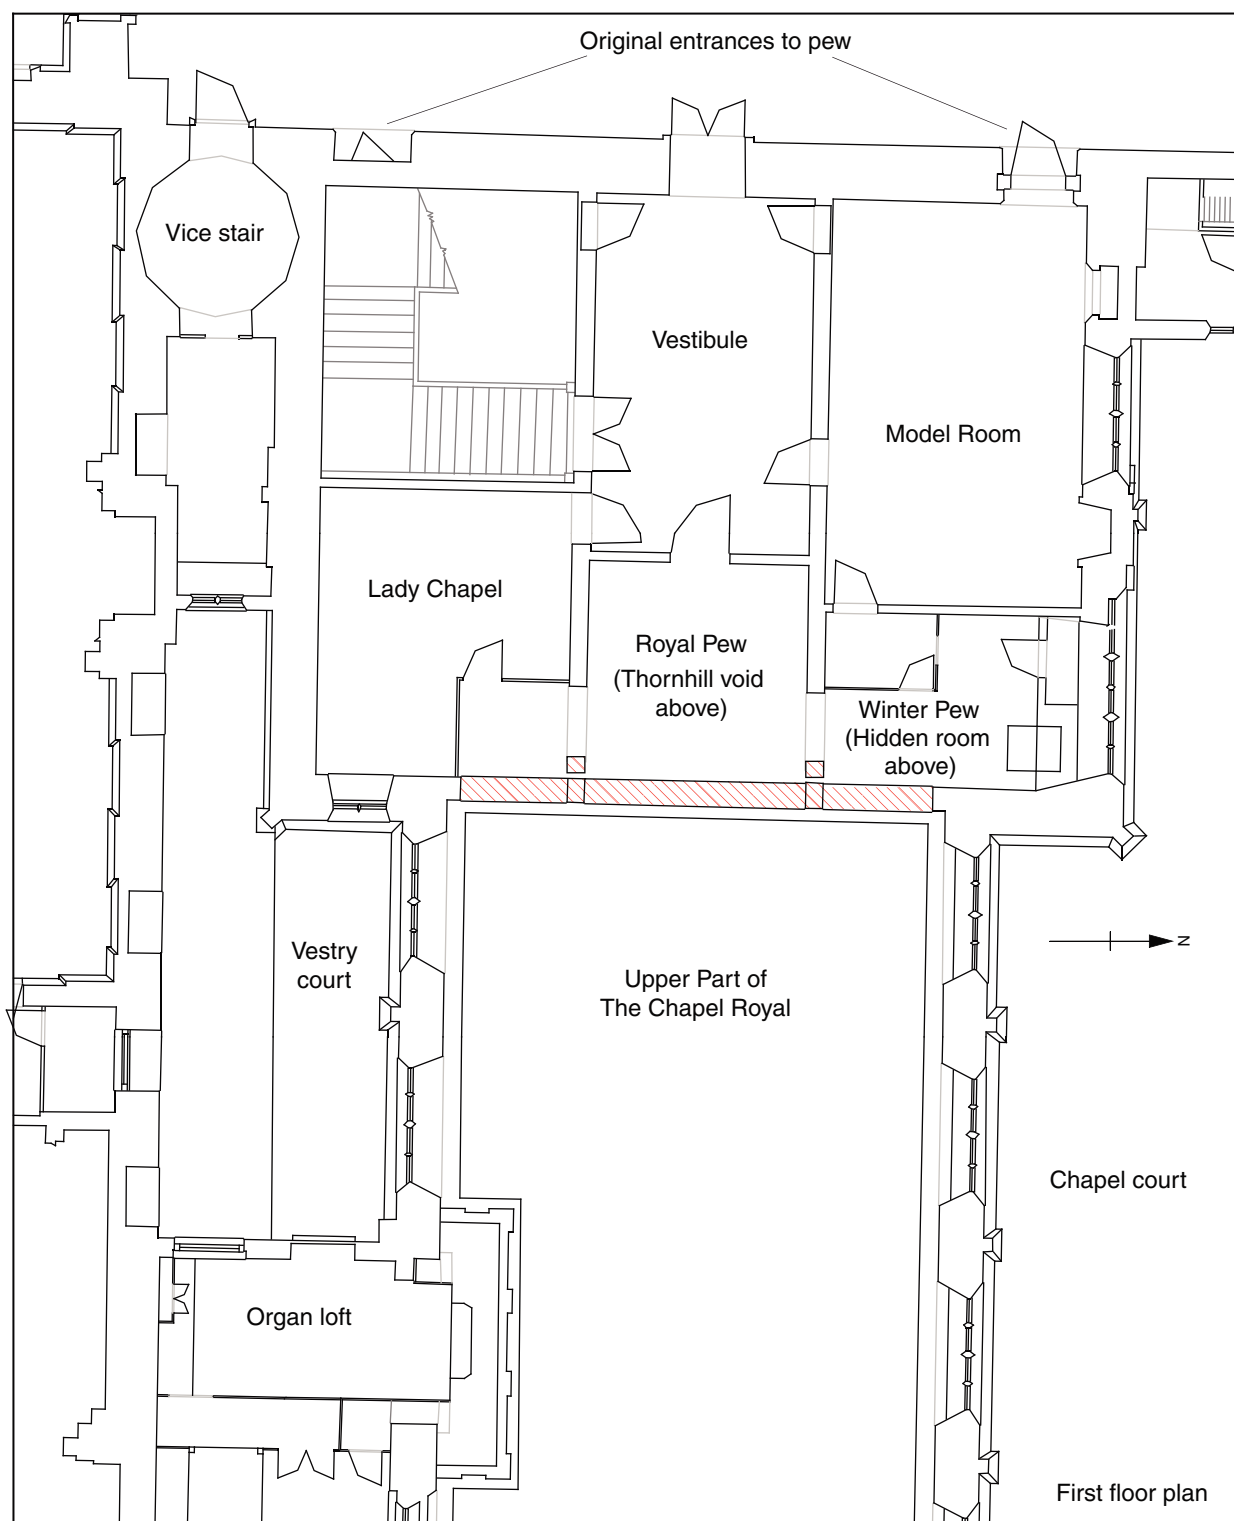 Original entrances to pew
Vice stair
Vestibule
Model Room
Lady Chapel
Royal Pew
(Thornhill void
above)
Winter Pew
(Hidden room
above)
Vestry
court
N
Upper Part of
The Chapel Royal
Chapel court
Organ loft
First floor plan